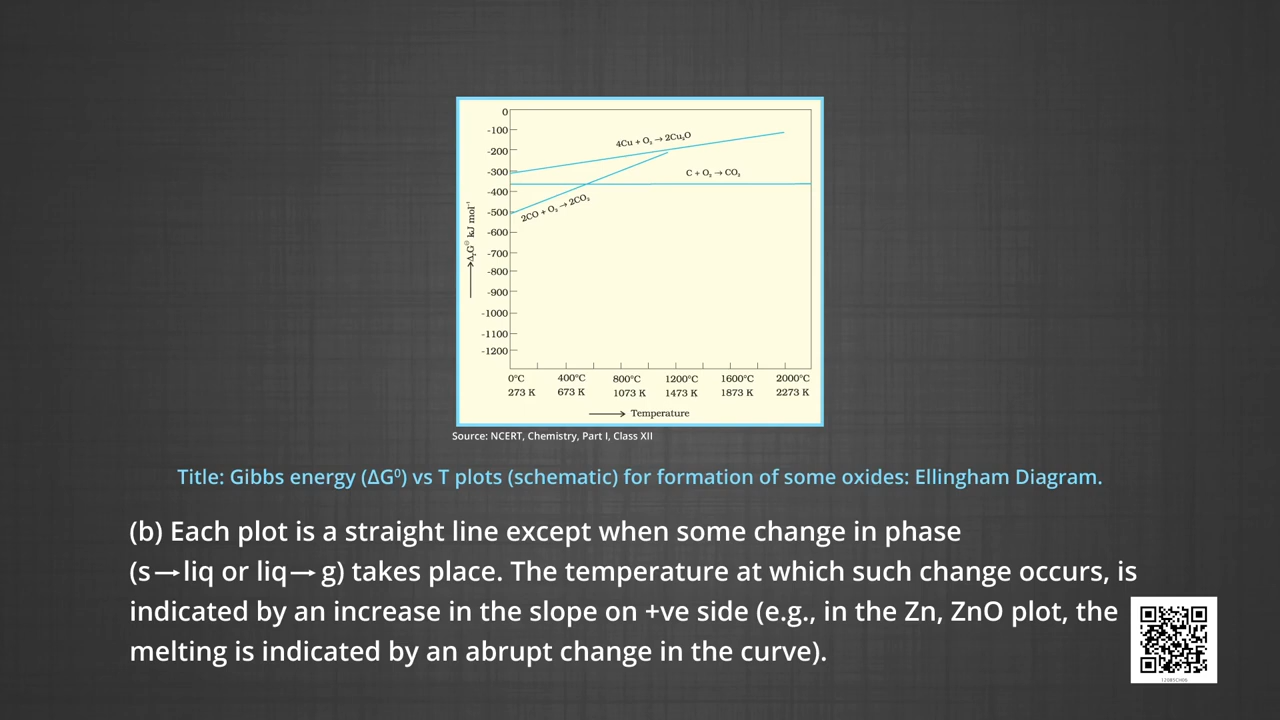 0
-100
-200
-300
-400
-500
-600
-700
-800
-900
-1000
-1100
-1200
ΔfG⊖ kJ mol⁻¹
4Cu + O₂ → 2Cu₂O
C + O₂ → CO₂
2CO + O₂ → 2CO₂
0°C 400°C 800°C 1200°C 1600°C 2000°C
273 K 673 K 1073 K 1473 K 1873 K 2273 K
Temperature
Source: NCERT, Chemistry, Part I, Class XII
Title: Gibbs energy (ΔG⁰) vs T plots (schematic) for formation of some oxides: Ellingham Diagram.
(b) Each plot is a straight line except when some change in phase
(s→liq or liq→g) takes place. The temperature at which such change occurs, is
indicated by an increase in the slope on +ve side (e.g., in the Zn, ZnO plot, the
melting is indicated by an abrupt change in the curve).